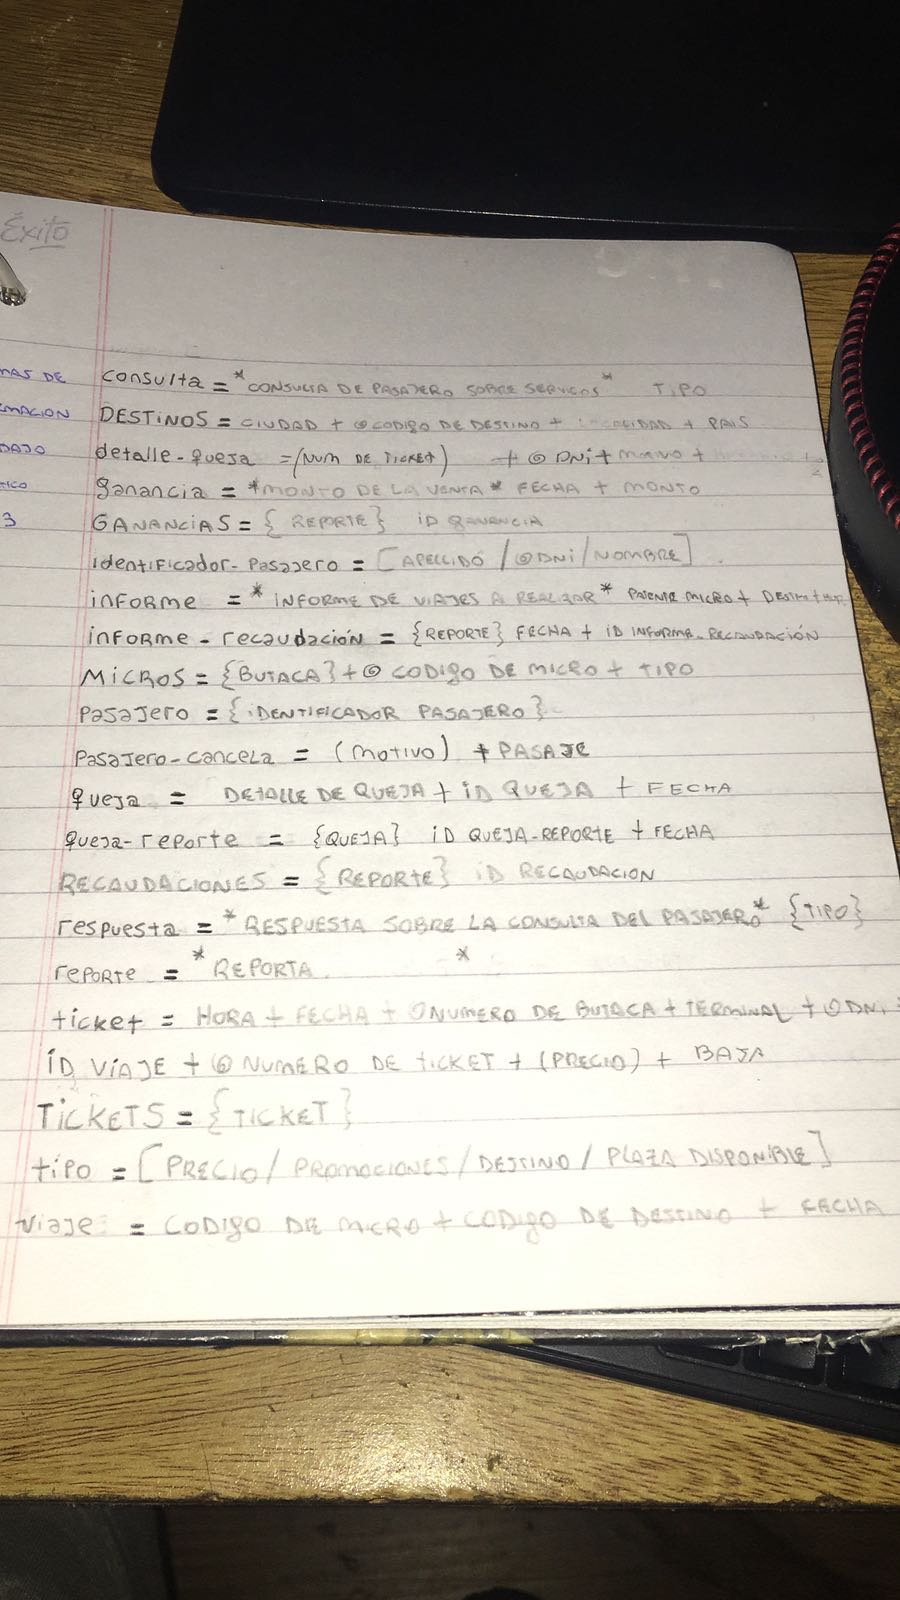 Éxito
MAS DE
consulta = *CONSULTA DE PASAJERO SOBRE SERVICIOS* TIPO
MACION
DESTINOS = CIUDAD + @CODIGO DE DESTINO + LOCALIDAD + PAIS
BAJO
detalle-queja = (NUM DE TICKET) + @ DNI + MAIL +
TICO
ganancia = *MONTO DE LA VENTA* FECHA + MONTO
3
GANANCIAS = { REPORTE } ID GANANCIA
identificador-pasajero = [APELLIDO / @DNI / NOMBRE]
informe = * INFORME DE VIAJES A REALIZAR * PATENTE MICRO + DESTINO +
informe-recaudación = {REPORTE} FECHA + ID INFORME-RECAUDACIÓN
MICROS = {BUTACA} + @ CODIGO DE MICRO + TIPO
Pasajero = {IDENTIFICADOR PASAJERO}
Pasajero-cancela = (MOTIVO) + PASAJE
queja = DETALLE DE QUEJA + ID QUEJA + FECHA
queja-reporte = {QUEJA} ID QUEJA-REPORTE + FECHA
RECAUDACIONES = {REPORTE} ID RECAUDACION
respuesta = * RESPUESTA SOBRE LA CONSULTA DEL PASAJERO * {TIPO}
reporte = * REPORTA *
ticket = HORA + FECHA + @NUMERO DE BUTACA + TERMINAL + @DNI +
ID VIAJE + @ NUMERO DE TICKET + (PRECIO) + BAJA
TICKETS = {TICKET}
tipo = [PRECIO / PROMOCIONES / DESTINO / PLAZA DISPONIBLE]
viaje = CODIGO DE MICRO + CODIGO DE DESTINO + FECHA